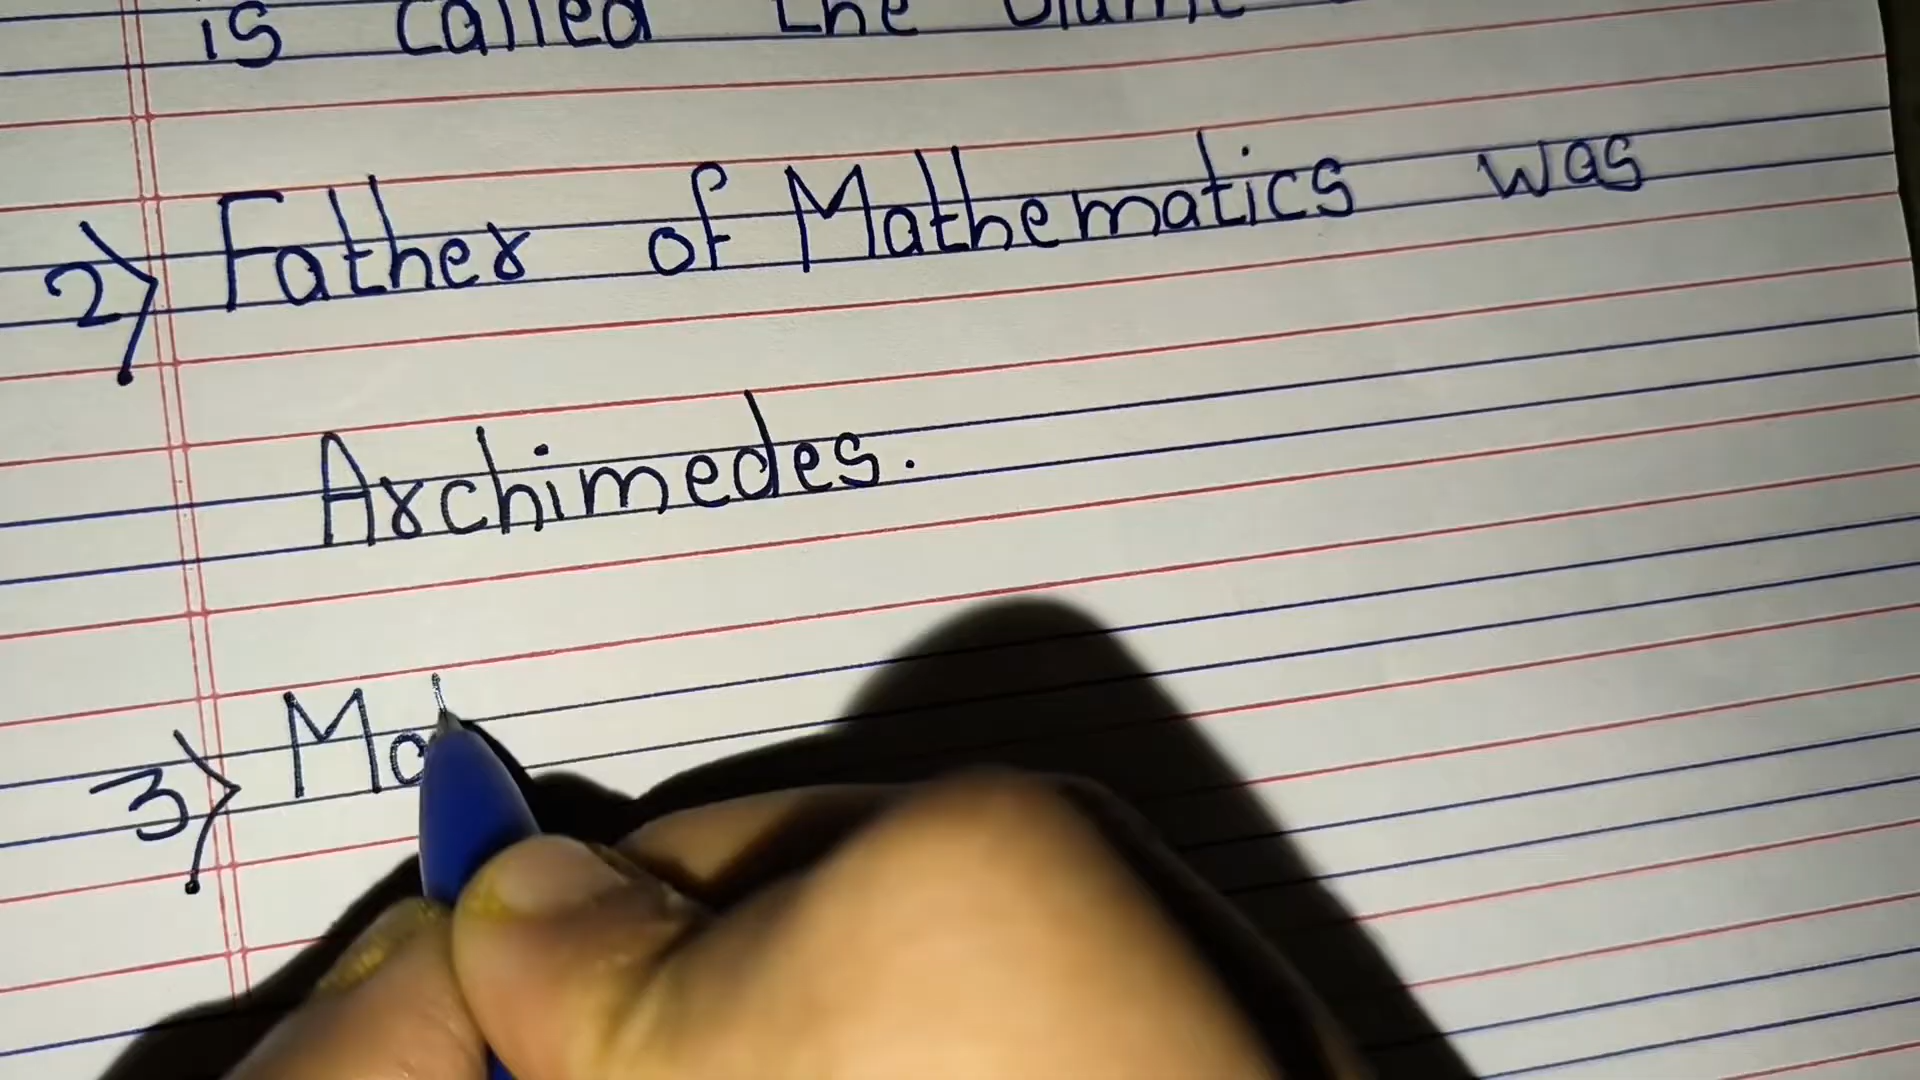 is called the
2) Father of Mathematics was
Archimedes.
3) Ma